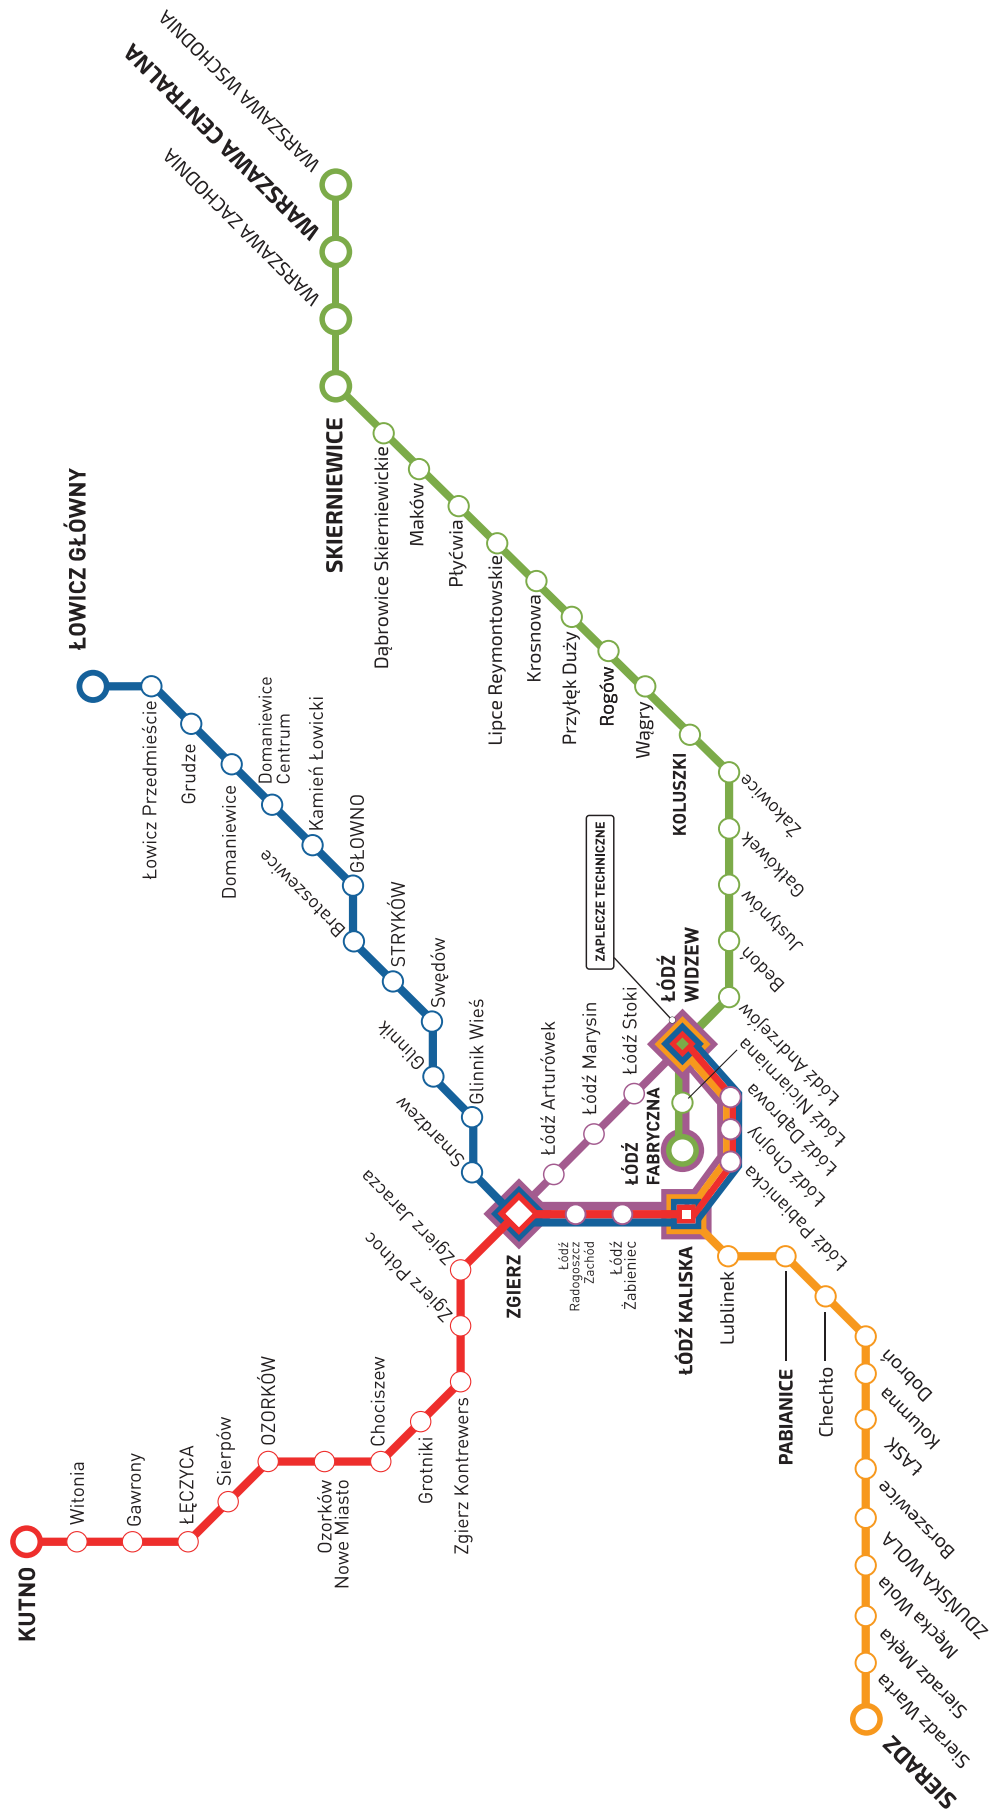 WARSZAWA WSCHODNIA
WARSZAWA CENTRALNA
WARSZAWA ZACHODNIA
SKIERNIEWICE
Dąbrowice Skierniewickie
Maków
Płyćwia
Lipce Reymontowskie
Krosnowa
Przyłęk Duży
Rogów
Wągry
KOLUSZKI
Żakowice
Gałkówek
Justynów
Bedoń
Łódź Andrzejów
ŁÓDŹ
WIDZEW
ZAPLECZE TECHNICZNE
Łódź Niciarniana
ŁÓDŹ
FABRYCZNA
Łódź Dąbrowa
Łódź Chojny
Łódź Pabianicka
ŁÓDŹ KALISKA
ŁOWICZ GŁÓWNY
Łowicz Przedmieście
Grudze
Domaniewice
Domaniewice
Centrum
Kamień Łowicki
GŁOWNO
Bratoszewice
STRYKÓW
Swędów
Glinnik
Glinnik Wieś
Smardzew
ZGIERZ
Łódź Arturówek
Łódź Marysin
Łódź Stoki
Łódź
Radogoszcz
Zachód
Łódź
Żabieniec
KUTNO
Witonia
Gawrony
ŁĘCZYCA
Sierpów
OZORKÓW
Ozorków
Nowe Miasto
Chociszew
Grotniki
Zgierz Kontrewers
Zgierz Północ
Zgierz Jaracza
Lublinek
PABIANICE
Chechło
Dobroń
Kolumna
ŁASK
Borszewice
ZDUŃSKA WOLA
Męcka Wola
Sieradz Męka
Sieradz Warta
SIERADZ